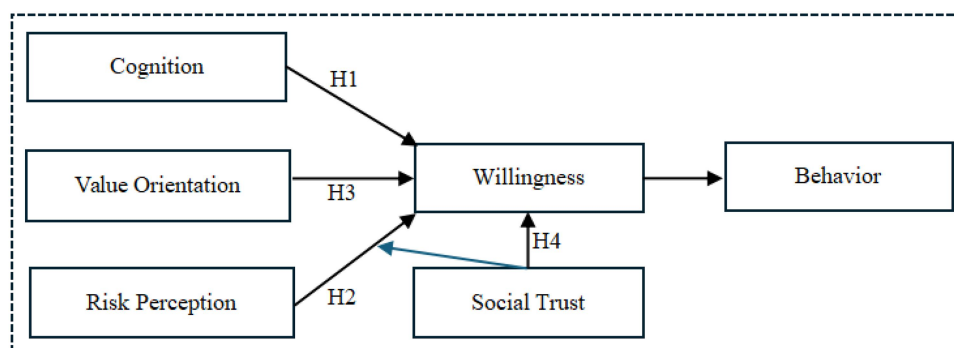 Cognition
H1
Value Orientation
H3
Willingness
Behavior
H4
Risk Perception
H2
Social Trust